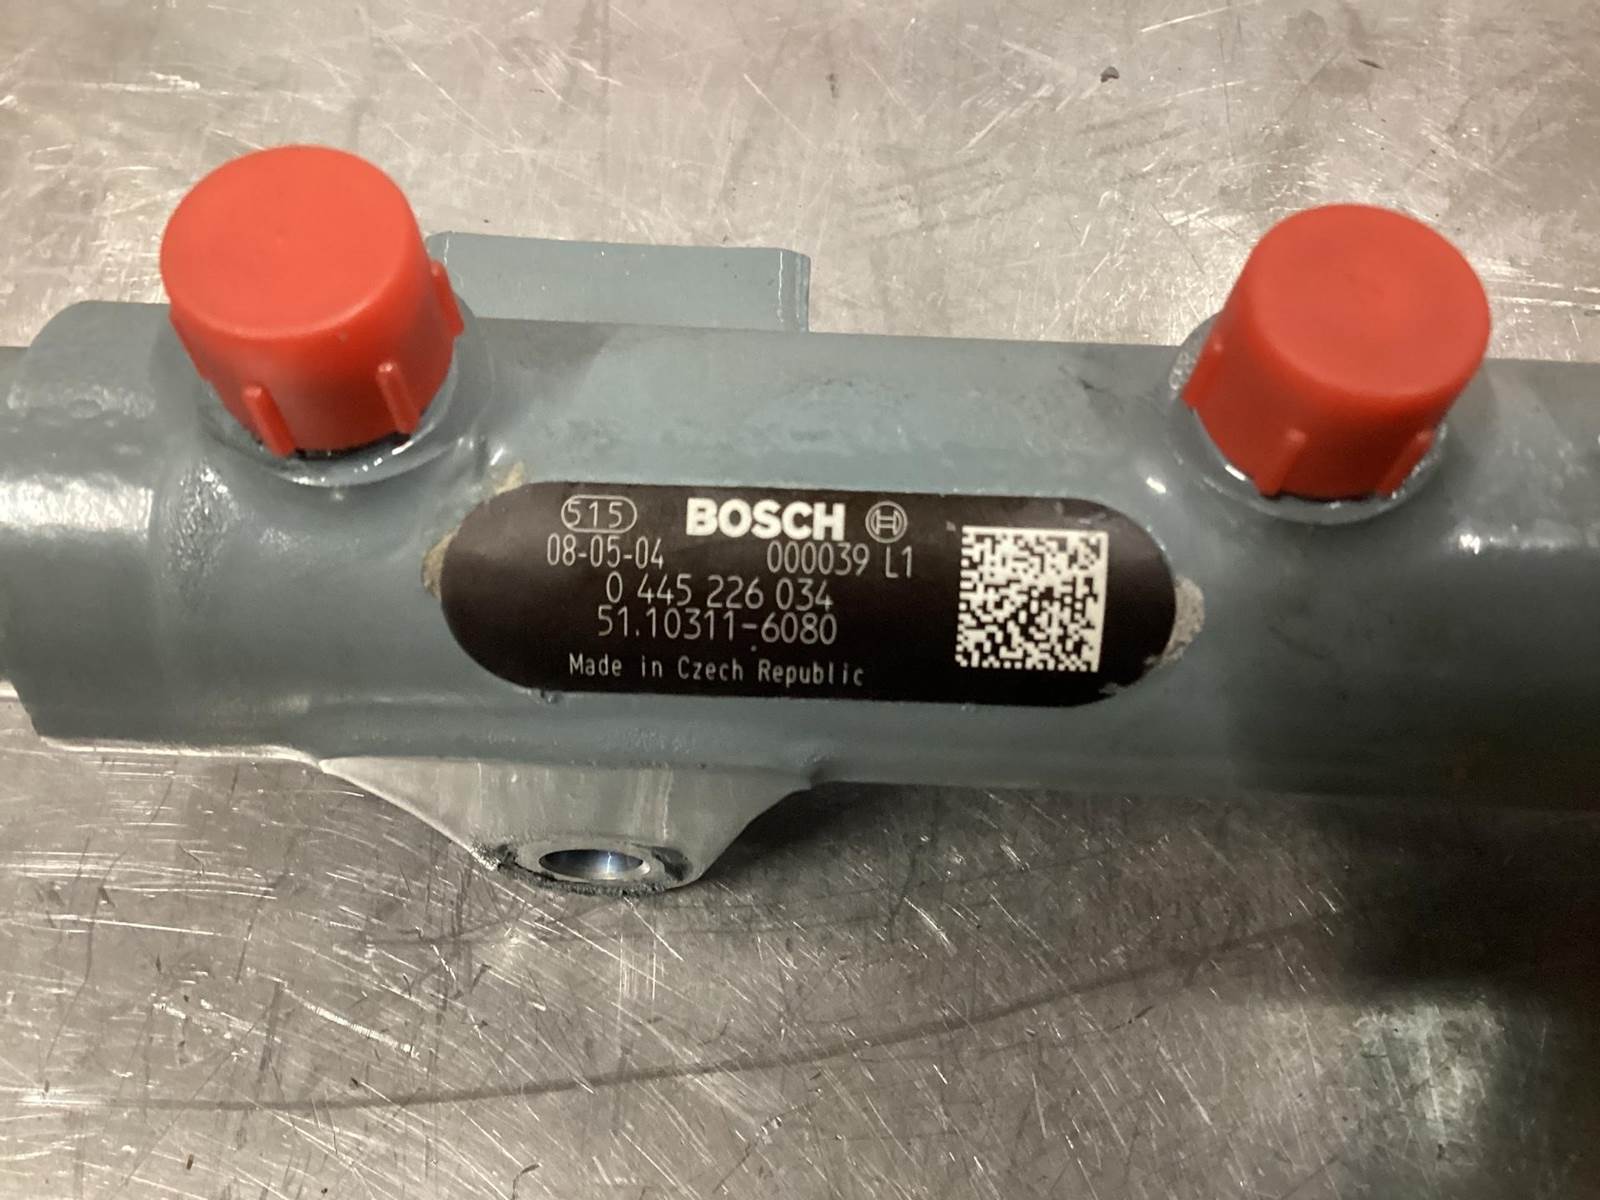 515 BOSCH
08-05-04 000039 L1
0 445 226 034
51.10311-6080
Made in Czech Republic